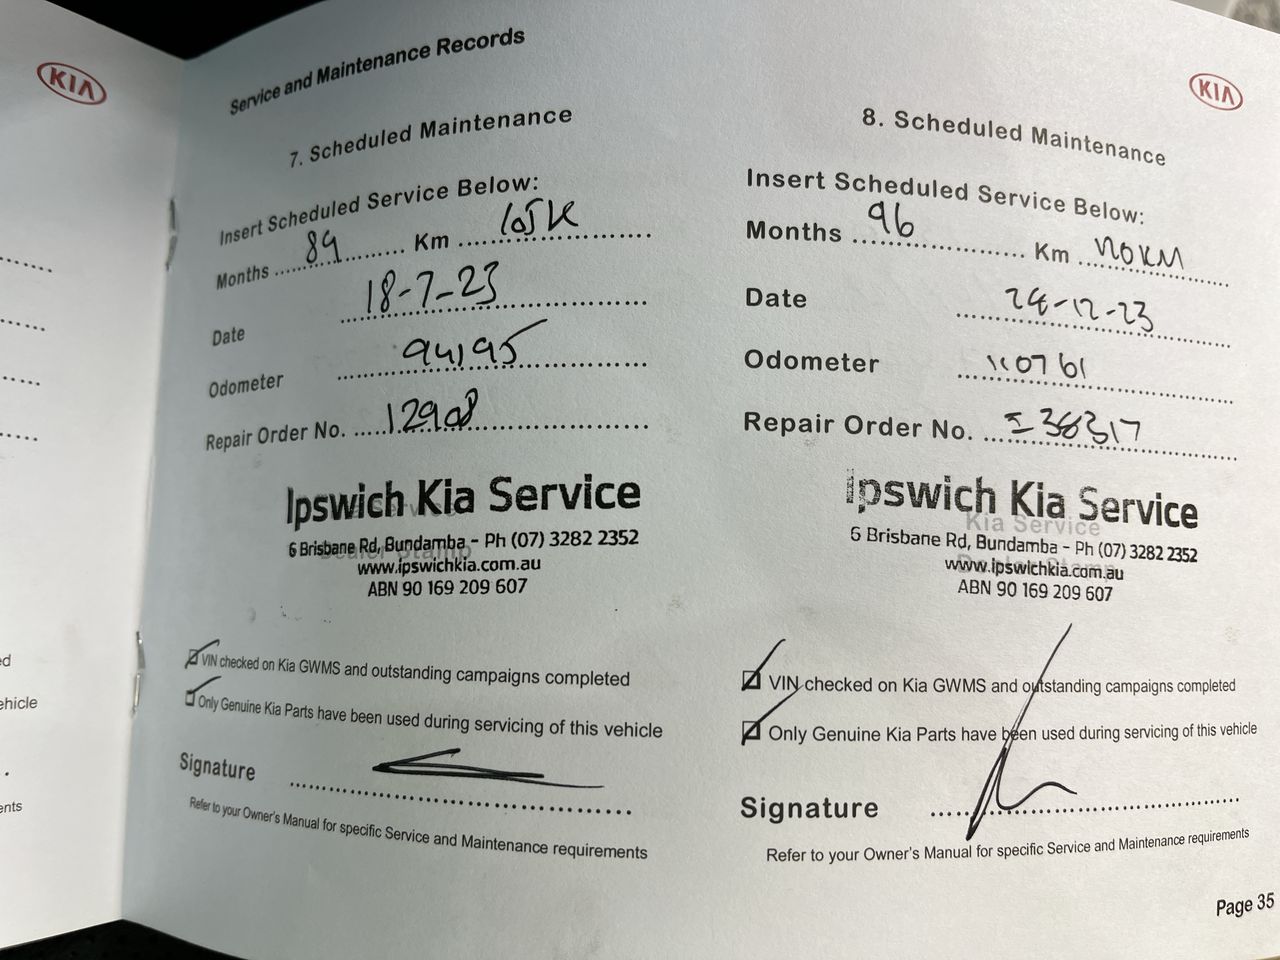 KIA
Service and Maintenance Records
7. Scheduled Maintenance
Insert Scheduled Service Below:
Months 84 Km 105K
Date 18-7-23
Odometer 94195
Repair Order No. 12908
Ipswich Kia Service
6 Brisbane Rd, Bundamba - Ph (07) 3282 2352
www.ipswichkia.com.au
ABN 90 169 209 607
VIN checked on Kia GWMS and outstanding campaigns completed
Only Genuine Kia Parts have been used during servicing of this vehicle
Signature
Refer to your Owner's Manual for specific Service and Maintenance requirements
KIA
8. Scheduled Maintenance
Insert Scheduled Service Below:
Months 96 Km 120KM
Date -12-23
Odometer 110761
Repair Order No. I38317
Ipswich Kia Service
Kia Service
6 Brisbane Rd, Bundamba - Ph (07) 3282 2352
www.ipswichkia.com.au
ABN 90 169 209 607
VIN checked on Kia GWMS and outstanding campaigns completed
Only Genuine Kia Parts have been used during servicing of this vehicle
Signature
Refer to your Owner's Manual for specific Service and Maintenance requirements
Page 35